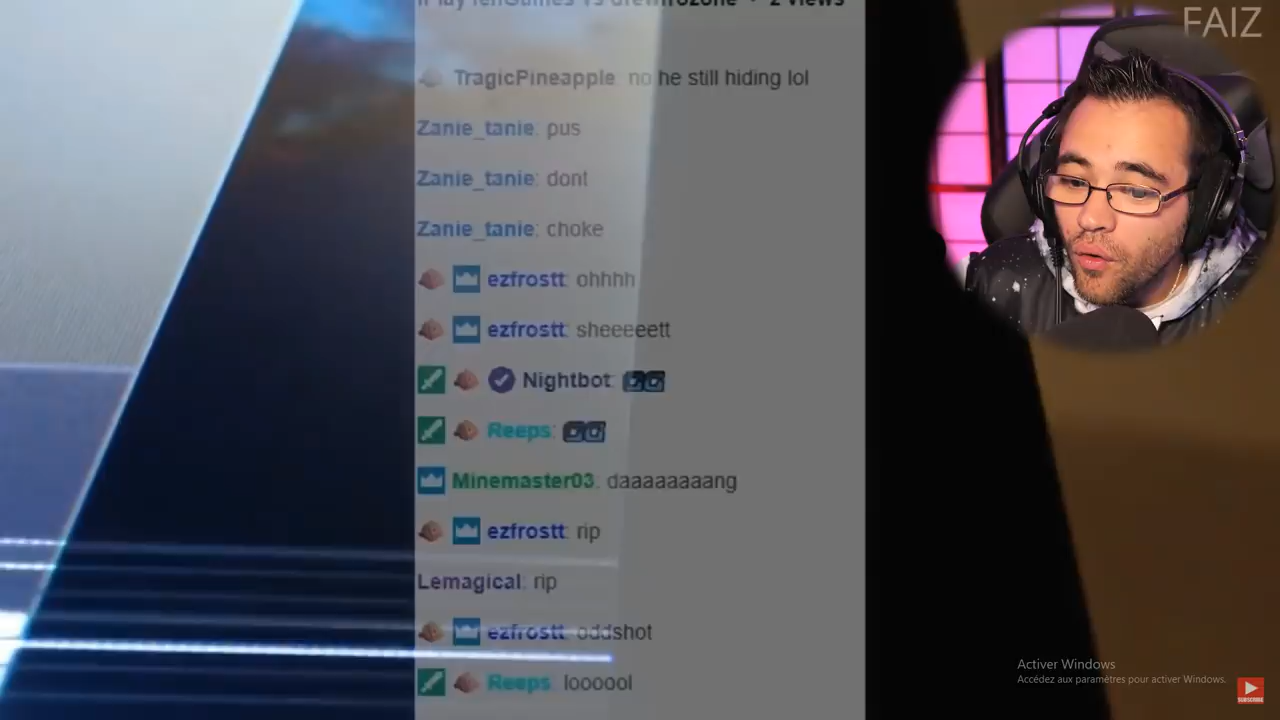 FAIZ
TragicPineapple: no he still hiding lol
Zanie_tanie: pus
Zanie_tanie: dont
Zanie_tanie: choke
ezfrostt: ohhhh
ezfrostt: sheeeeett
Nightbot:
Reeps:
Minemaster03: daaaaaaaang
ezfrostt: rip
Lemagical: rip
ezfrostt: oddshot
Reeps: loooool
Activer Windows
Accédez aux paramètres pour activer Windows.
SUBSCRIBE